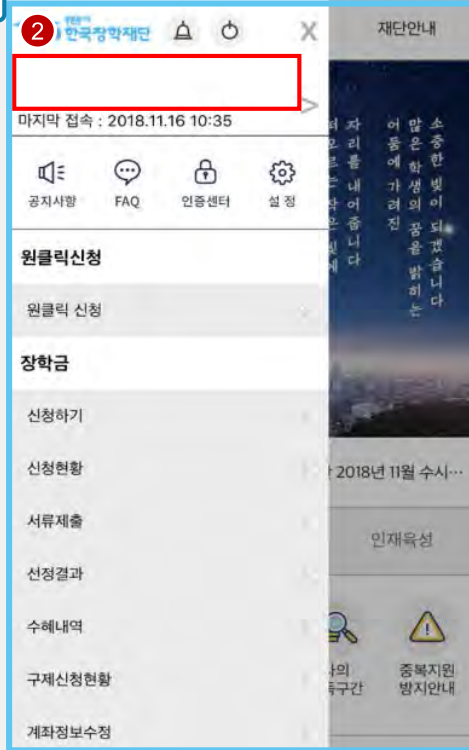 2
한국장학재단
X
재단안내
>
마지막 접속 : 2018.11.16 10:35
공지사항 FAQ 인증센터 설 정
원클릭신청
원클릭 신청
장학금
신청하기
신청현황
서류제출
선정결과
수혜내역
구제신청현황
계좌정보수정
소중한 빛이 되겠습니다
많은 학생의 꿈을 밝히는
어둠에 가려진
자리를 내어줍니다
2018년 11월 수시…
인재육성
중복지원
방지안내